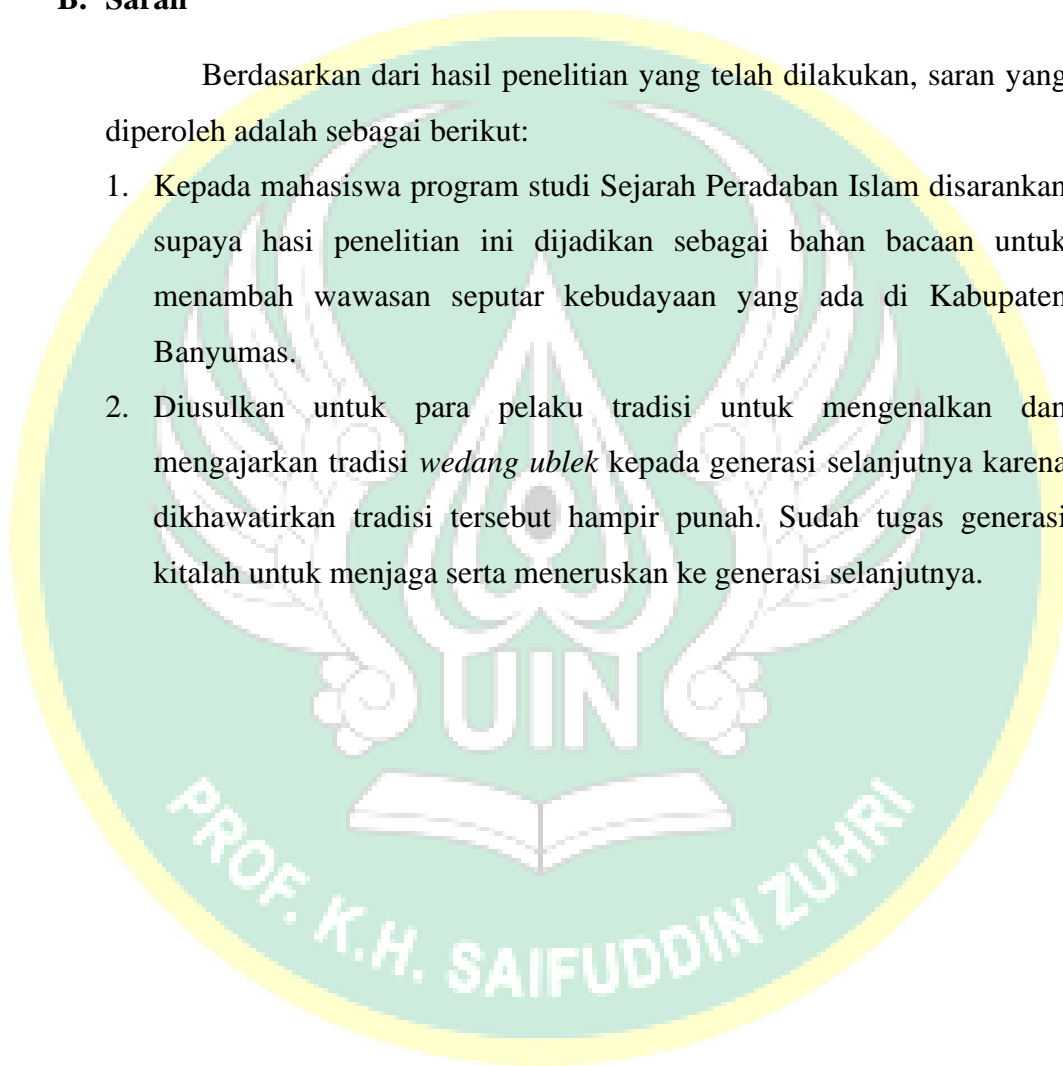 B. Saran
Berdasarkan dari hasil penelitian yang telah dilakukan, saran yang
diperoleh adalah sebagai berikut:
1. Kepada mahasiswa program studi Sejarah Peradaban Islam disarankan
supaya hasi penelitian ini dijadikan sebagai bahan bacaan untuk
menambah wawasan seputar kebudayaan yang ada di Kabupaten
Banyumas.
2. Diusulkan untuk para pelaku tradisi untuk mengenalkan dan
mengajarkan tradisi wedang ublek kepada generasi selanjutnya karena
dikhawatirkan tradisi tersebut hampir punah. Sudah tugas generasi
kitalah untuk menjaga serta meneruskan ke generasi selanjutnya.
UIN
PROF. K.H. SAIFUDDIN ZUHRI